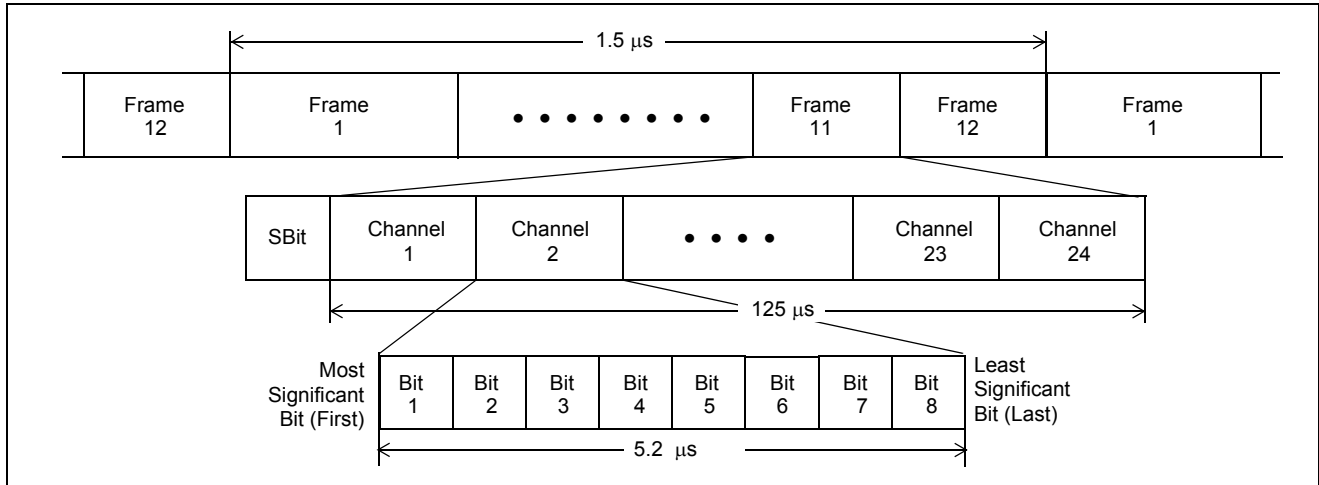 1.5 μs
Frame 12
Frame 1
Frame 11
Frame 12
Frame 1
SBit
Channel 1
Channel 2
Channel 23
Channel 24
125 μs
Most Significant Bit (First)
Bit 1
Bit 2
Bit 3
Bit 4
Bit 5
Bit 6
Bit 7
Bit 8
Least Significant Bit (Last)
5.2 μs